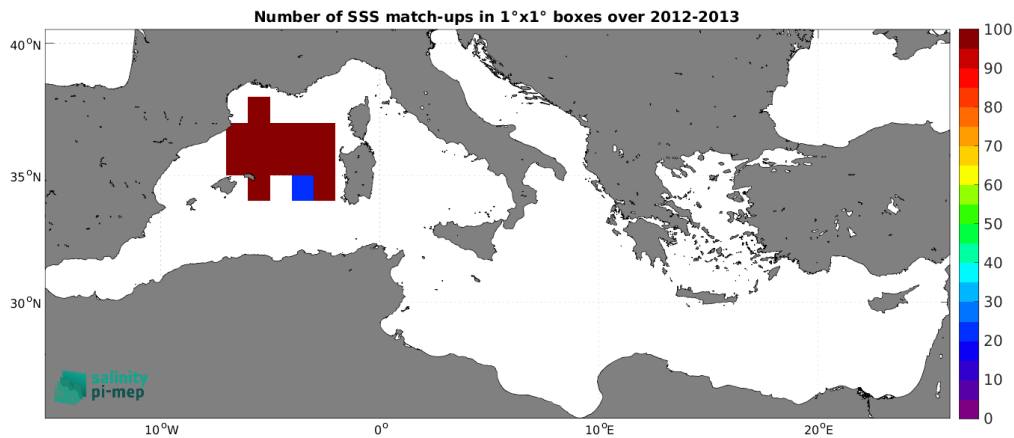 Number of SSS match-ups in 1°x1° boxes over 2012-2013
40°N
35°N
30°N
10°W
0°
10°E
20°E
100
90
80
70
60
50
40
30
20
10
0
salinity
pi-mep